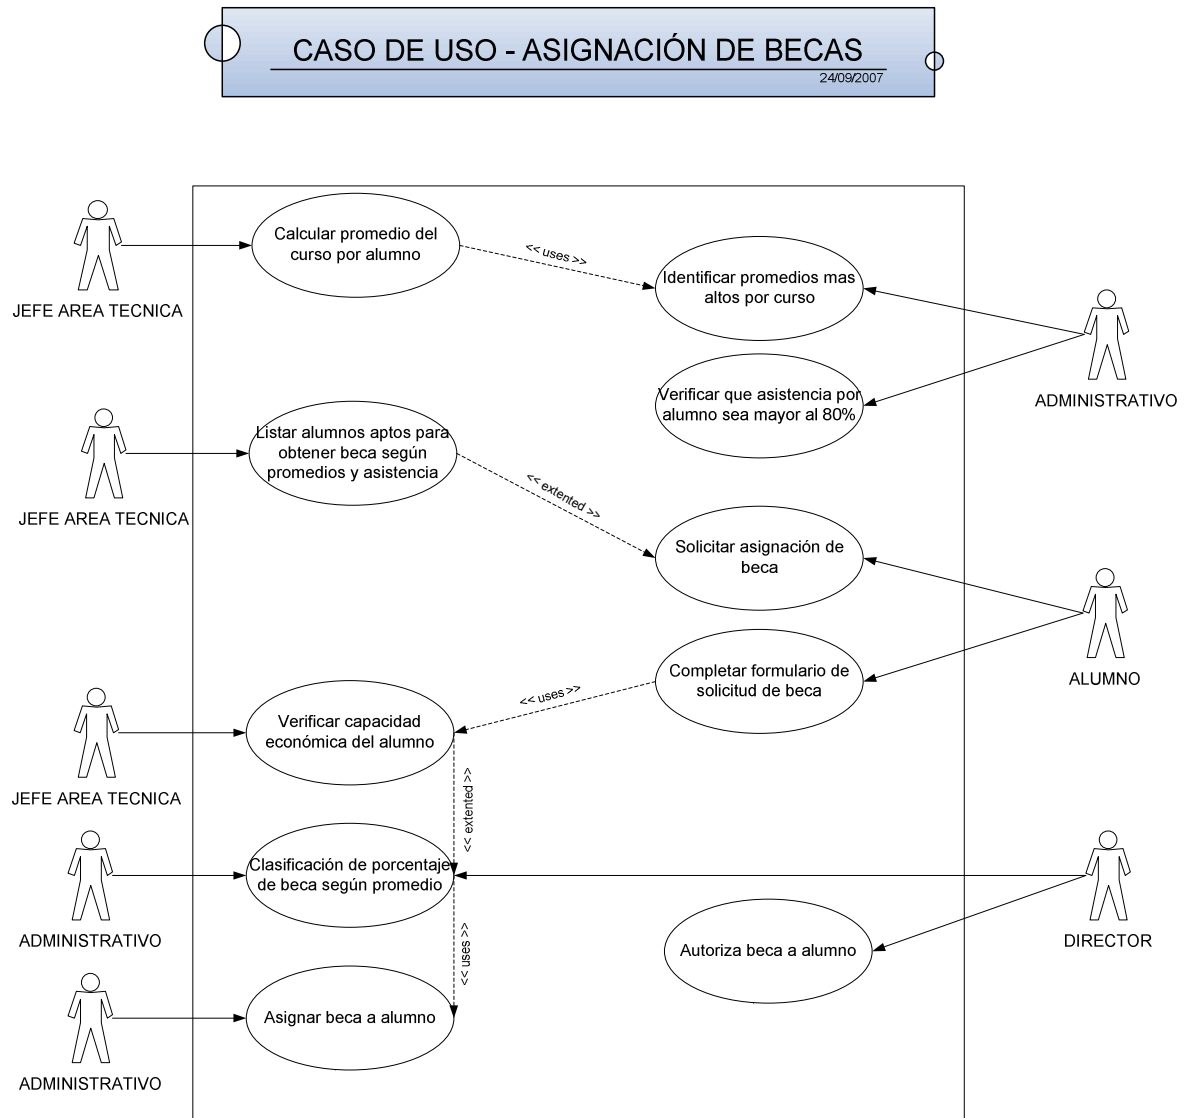 CASO DE USO - ASIGNACIÓN DE BECAS
24/09/2007
Calcular promedio del
curso por alumno
<< uses >>
Identificar promedios mas
altos por curso
JEFE AREA TECNICA
Verificar que asistencia por
alumno sea mayor al 80%
ADMINISTRATIVO
Listar alumnos aptos para
obtener beca según
promedios y asistencia
<< extented >>
JEFE AREA TECNICA
Solicitar asignación de
beca
Completar formulario de
solicitud de beca
ALUMNO
<< uses >>
Verificar capacidad
económica del alumno
JEFE AREA TECNICA
<< extented >>
Clasificación de porcentaje
de beca según promedio
ADMINISTRATIVO
DIRECTOR
Autoriza beca a alumno
<< uses >>
Asignar beca a alumno
ADMINISTRATIVO